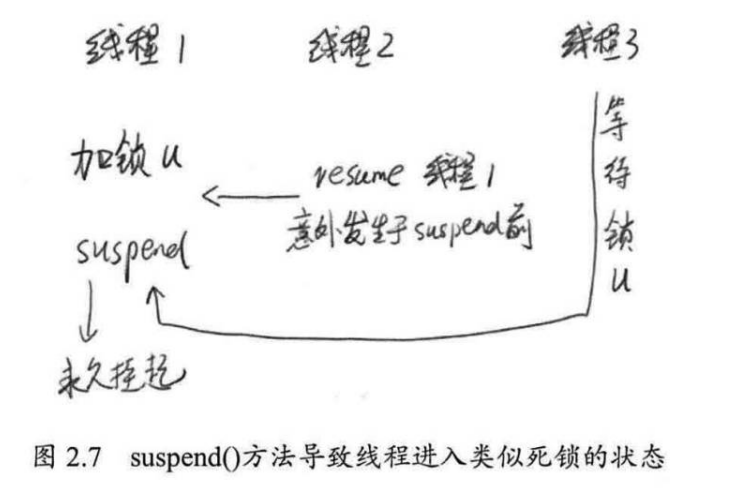 线程1 线程2 线程3
加锁u
resume 线程1
意外发生于suspend前
suspend
永久挂起
等待锁u
图 2.7 suspend()方法导致线程进入类似死锁的状态